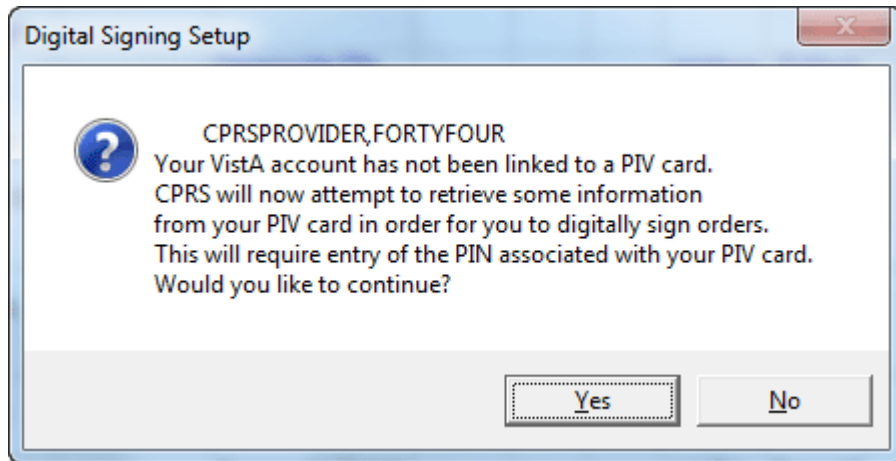 Digital Signing Setup
CPRSPROVIDER,FORTYFOUR
Your VistA account has not been linked to a PIV card.
CPRS will now attempt to retrieve some information
from your PIV card in order for you to digitally sign orders.
This will require entry of the PIN associated with your PIV card.
Would you like to continue?
Yes
No